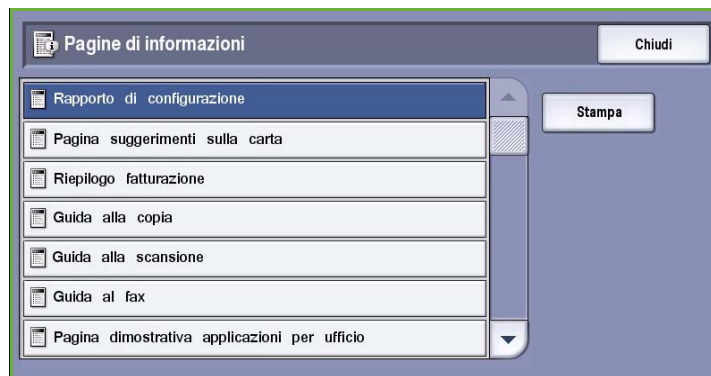 Pagine di informazioni
Chiudi
Rapporto di configurazione
Stampa
Pagina suggerimenti sulla carta
Riepilogo fatturazione
Guida alla copia
Guida alla scansione
Guida al fax
Pagina dimostrativa applicazioni per ufficio